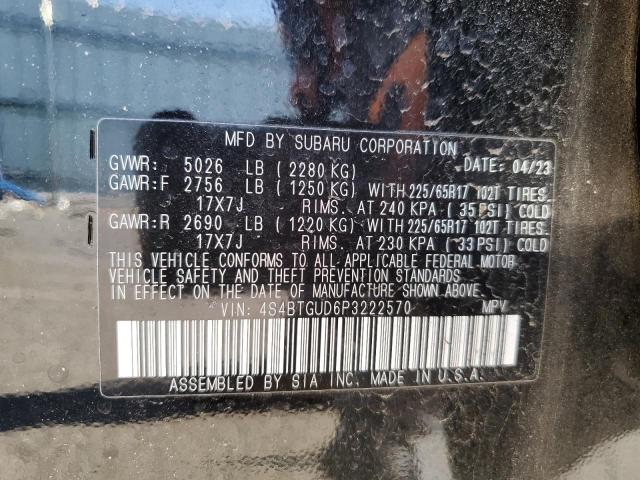 MFD BY SUBARU CORPORATION
GVWR: 5026 LB ( 2280 KG) DATE: 04/23
GAWR:F 2756 LB ( 1250 KG) WITH 225/65R17 102T TIRES
17X7J RIMS. AT 240 KPA ( 35 PSI) COLD
GAWR:R 2690 LB ( 1220 KG) WITH 225/65R17 102T TIRES.
17X7J RIMS. AT 230 KPA ( 33 PSI) COLD
THIS VEHICLE CONFORMS TO ALL APPLICABLE FEDERAL MOTOR
VEHICLE SAFETY AND THEFT PREVENTION STANDARDS
IN EFFECT ON THE DATE OF MANUFACTURE SHOWN ABOVE.
VIN: 4S4BTGUD6P3222570 MPV
ASSEMBLED BY SIA INC. MADE IN U.S.A.